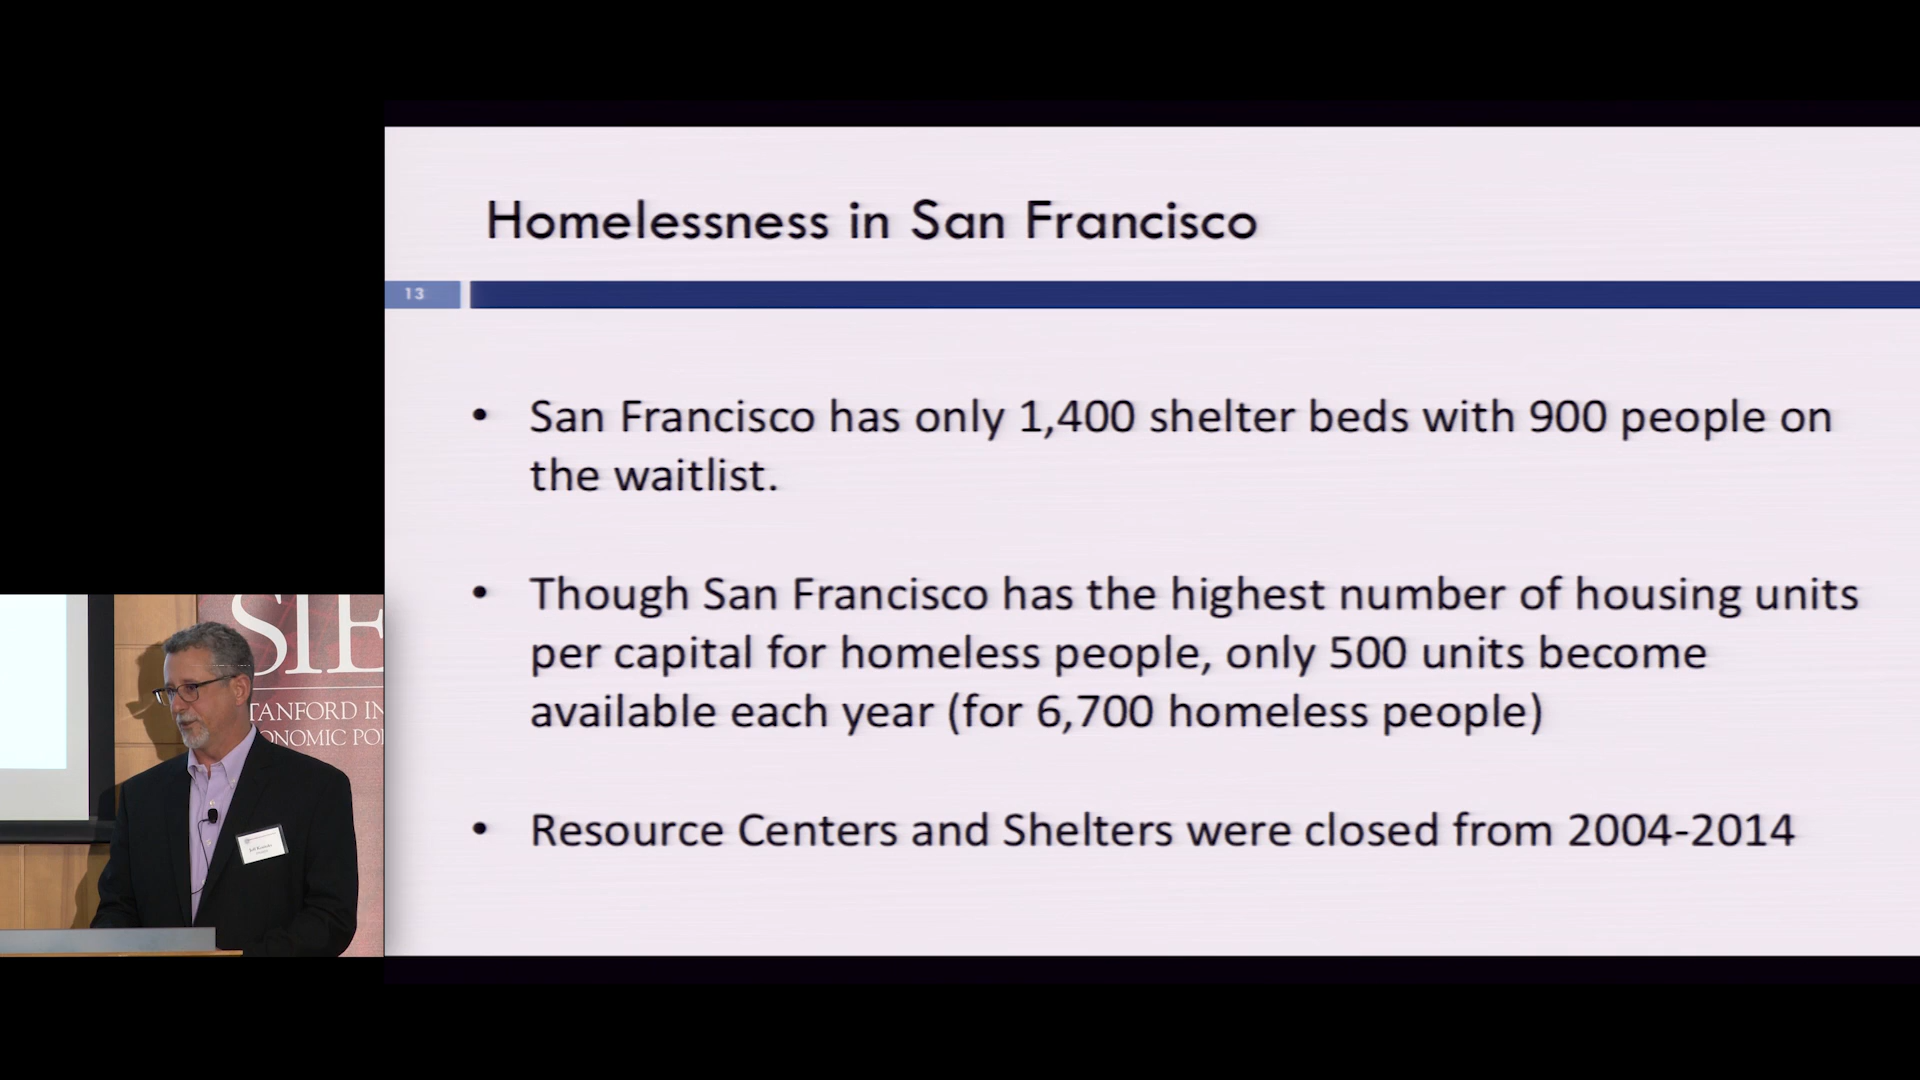 Homelessness in San Francisco
13
• San Francisco has only 1,400 shelter beds with 900 people on
the waitlist.
• Though San Francisco has the highest number of housing units
per capital for homeless people, only 500 units become
available each year (for 6,700 homeless people)
• Resource Centers and Shelters were closed from 2004-2014
SIE
TANFORD IN
ONOMIC PO